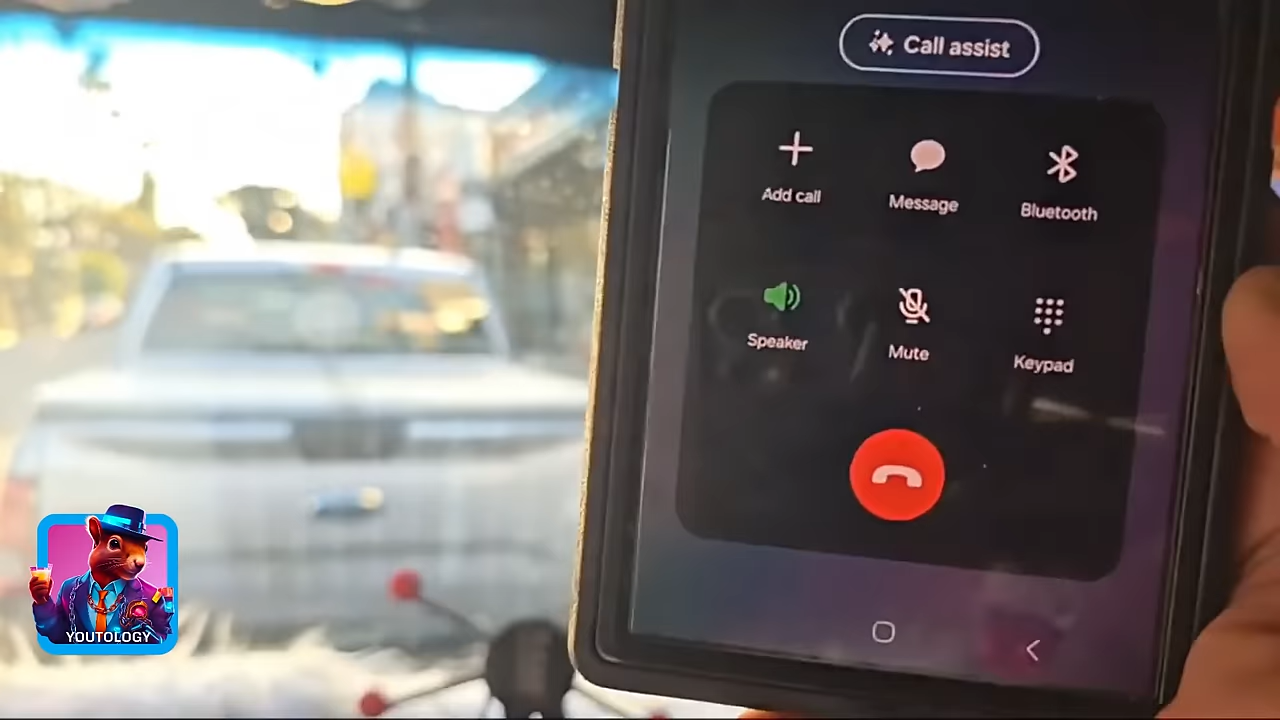 Call assist
Add call
Message
Bluetooth
Speaker
Mute
Keypad
YOUTOLOGY